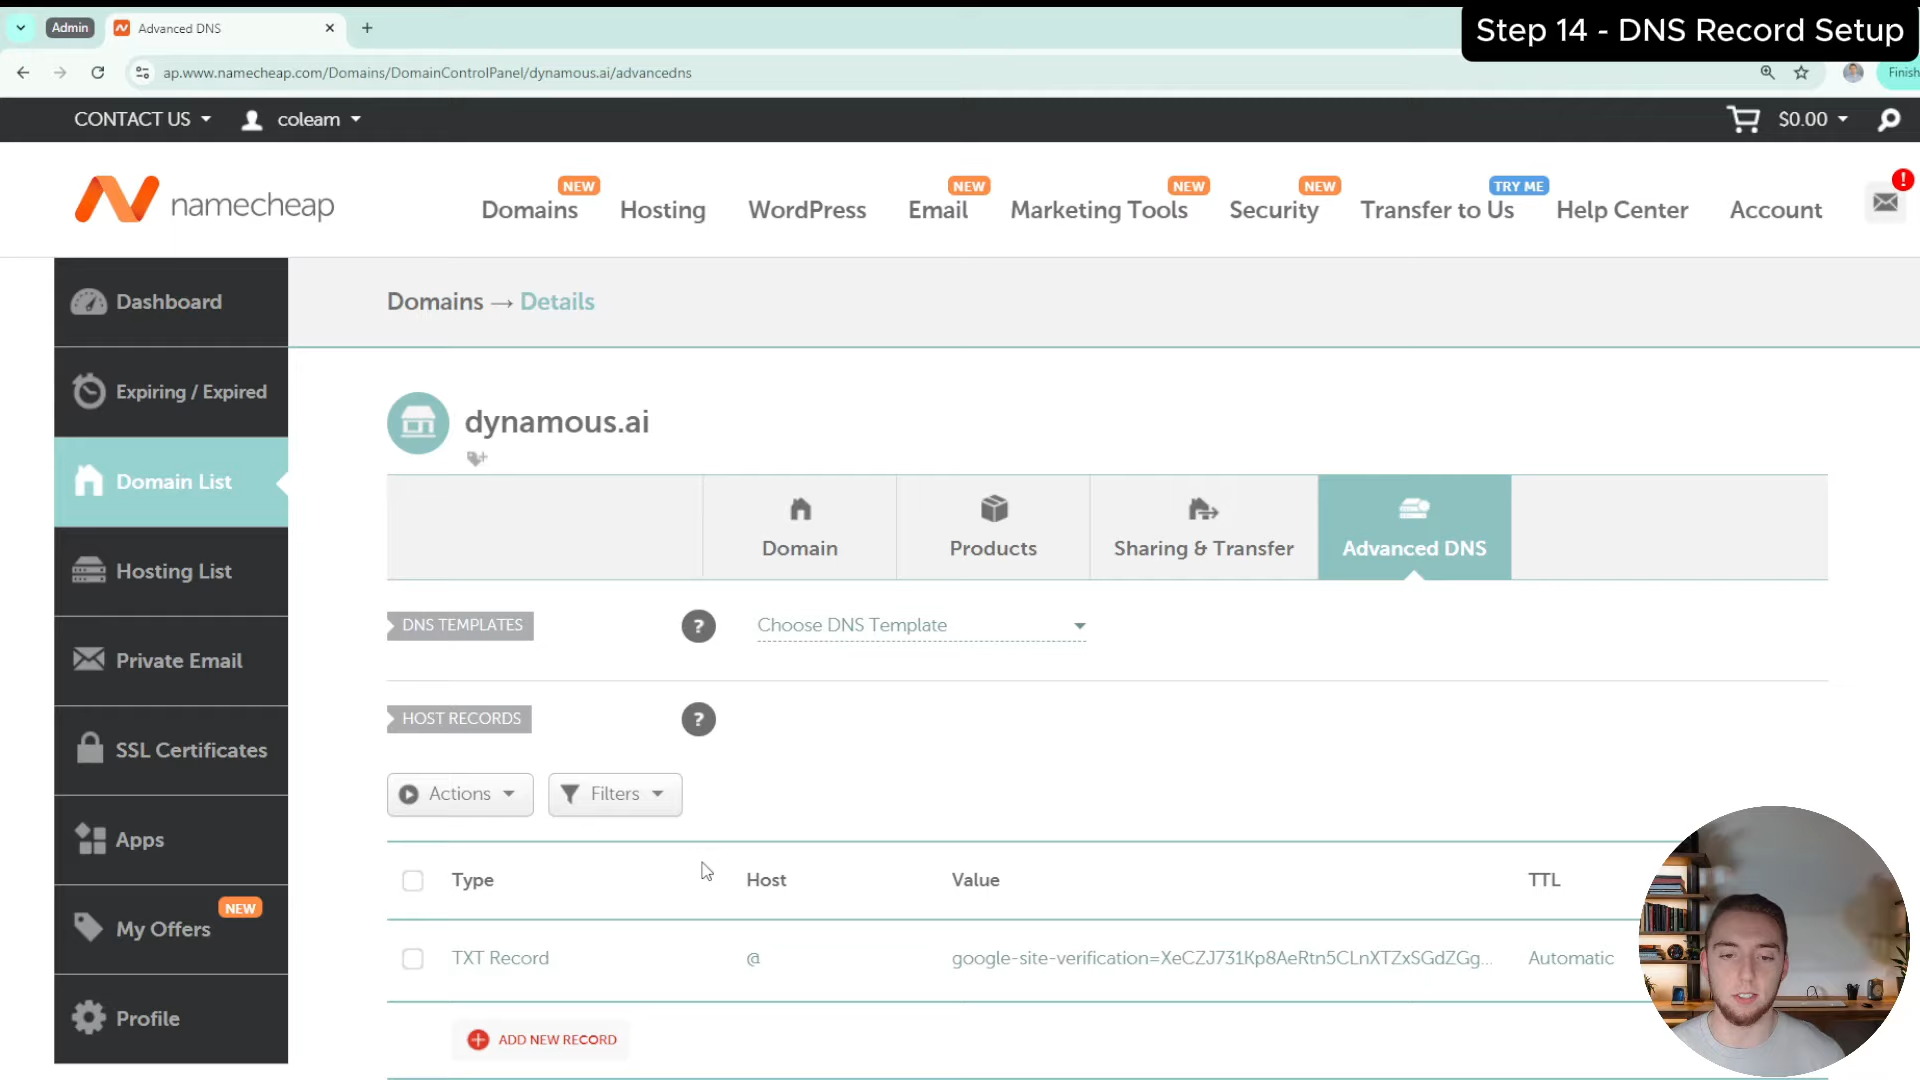 Admin
Advanced DNS
Step 14 - DNS Record Setup
ap.www.namecheap.com/Domains/DomainControlPanel/dynamous.ai/advancedns
Finish
CONTACT US
coleam
$0.00
namecheap
NEW
Domains
Hosting
WordPress
NEW
Email
NEW
Marketing Tools
NEW
Security
TRY ME
Transfer to Us
Help Center
Account
!
Dashboard
Expiring / Expired
Domain List
Hosting List
Private Email
SSL Certificates
Apps
NEW
My Offers
Profile
Domains → Details
dynamous.ai
Domain
Products
Sharing & Transfer
Advanced DNS
DNS TEMPLATES
?
Choose DNS Template
HOST RECORDS
?
Actions
Filters
Type Host Value TTL
TXT Record @ google-site-verification=XeCZJ731Kp8AeRtn5CLnXTZxSGdZGg... Automatic
ADD NEW RECORD